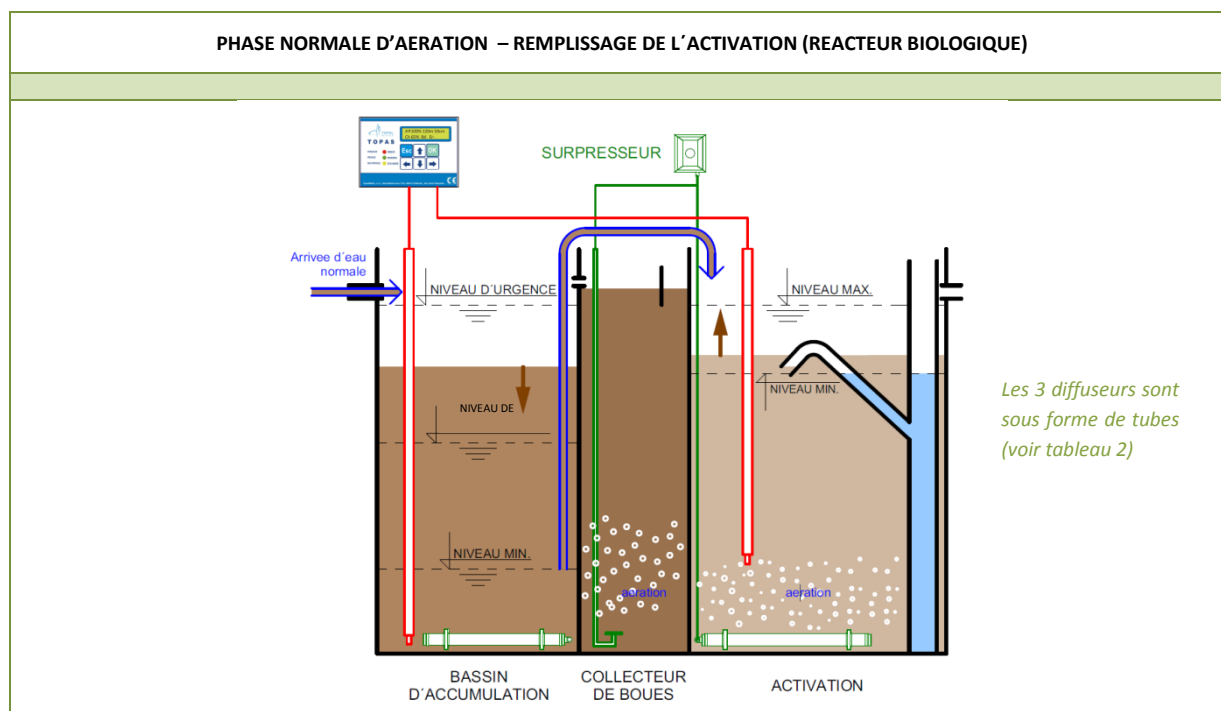 PHASE NORMALE D’AERATION – REMPLISSAGE DE L´ACTIVATION (REACTEUR BIOLOGIQUE)
TOPAS
Esc
SURPRESSEUR
Arrivee d´eau
normale
NIVEAU D´URGENCE
NIVEAU MAX.
NIVEAU MIN.
NIVEAU DE
Les 3 diffuseurs sont
sous forme de tubes
(voir tableau 2)
NIVEAU MIN.
aeration
aeration
BASSIN
D´ACCUMULATION
COLLECTEUR
DE BOUES
ACTIVATION